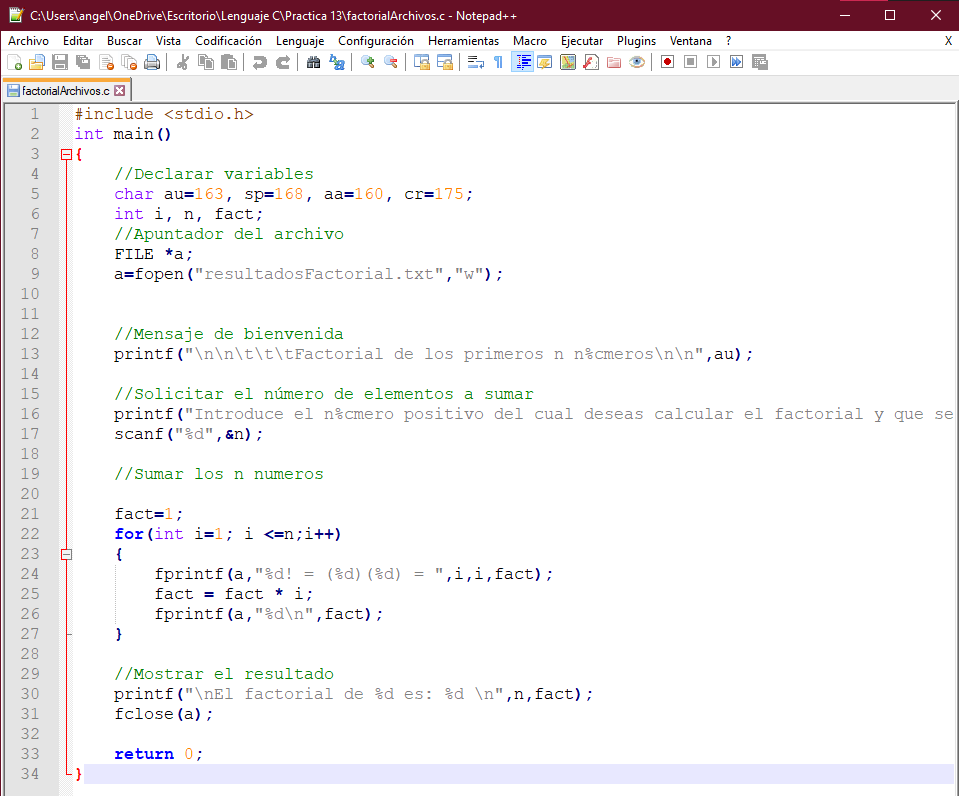 C:\Users\angel\OneDrive\Escritorio\Lenguaje C\Practica 13\factorialArchivos.c - Notepad++
Archivo Editar Buscar Vista Codificación Lenguaje Configuración Herramientas Macro Ejecutar Plugins Ventana ? X
factorialArchivos.c
1 #include <stdio.h>
2 int main()
3 {
4 //Declarar variables
5 char au=163, sp=168, aa=160, cr=175;
6 int i, n, fact;
7 //Apuntador del archivo
8 FILE *a;
9 a=fopen("resultadosFactorial.txt","w");
10
11
12 //Mensaje de bienvenida
13 printf("\n\n\t\t\tFactorial de los primeros n n%cmeros\n\n",au);
14
15 //Solicitar el número de elementos a sumar
16 printf("Introduce el n%cmero positivo del cual deseas calcular el factorial y que se
17 scanf("%d",&n);
18
19 //Sumar los n numeros
20
21 fact=1;
22 for(int i=1; i <=n;i++)
23 {
24 fprintf(a,"%d! = (%d)(%d) = ",i,i,fact);
25 fact = fact * i;
26 fprintf(a,"%d\n",fact);
27 }
28
29 //Mostrar el resultado
30 printf("\nEl factorial de %d es: %d \n",n,fact);
31 fclose(a);
32
33 return 0;
34 }